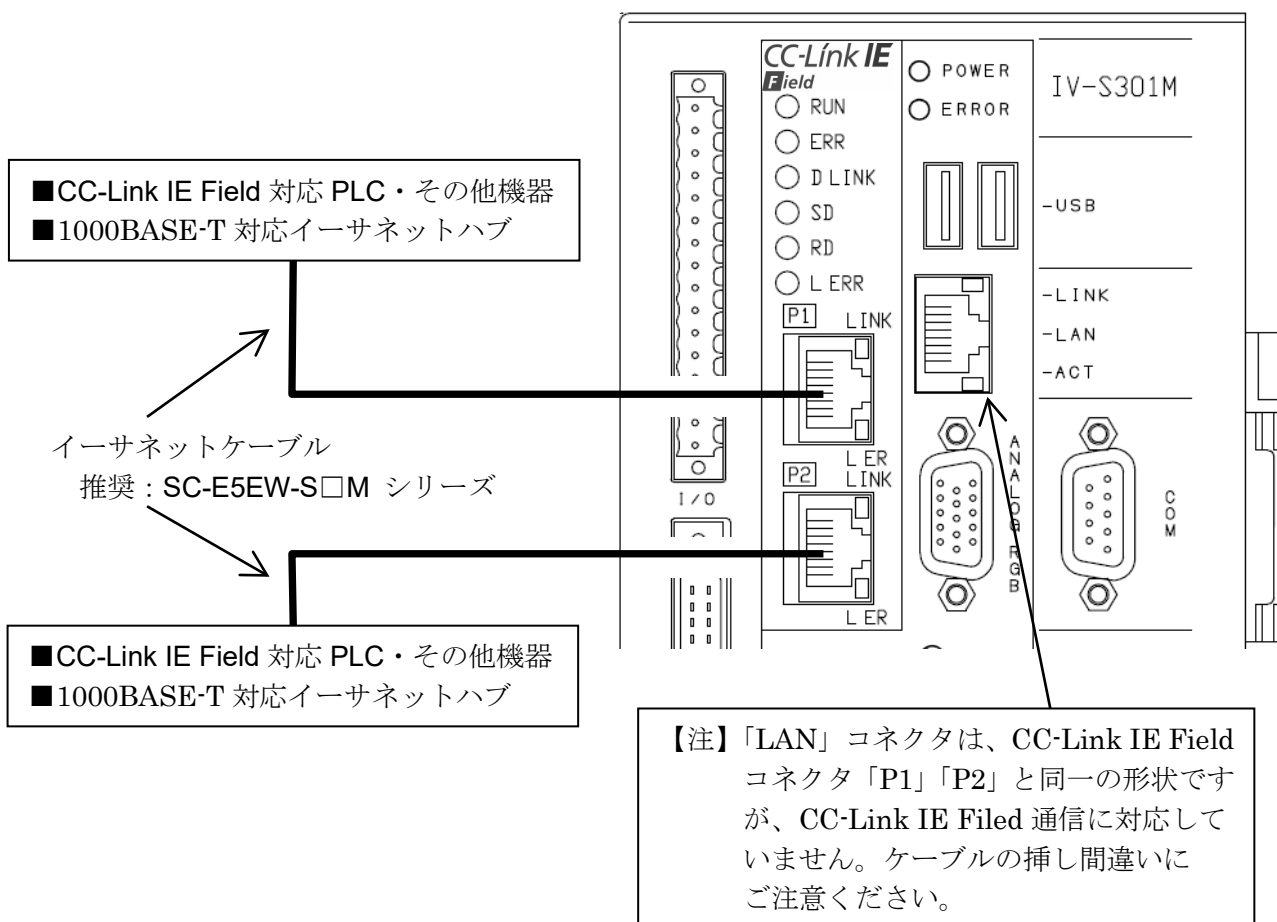 ■CC-Link IE Field 対応 PLC・その他機器
■1000BASE-T 対応イーサネットハブ
イーサネットケーブル
推奨：SC-E5EW-S□M シリーズ
■CC-Link IE Field 対応 PLC・その他機器
■1000BASE-T 対応イーサネットハブ
I/O
CC-Link IE
Field
RUN
ERR
D LINK
SD
RD
L ERR
P1 LINK
L ER
P2 LINK
L ER
POWER
ERROR
IV-S301M
-USB
-LINK
-LAN
-ACT
ANALOG RGB
COM
【注】「LAN」コネクタは、CC-Link IE Field
コネクタ「P1」「P2」と同一の形状です
が、CC-Link IE Filed 通信に対応して
いません。ケーブルの挿し間違いに
ご注意ください。